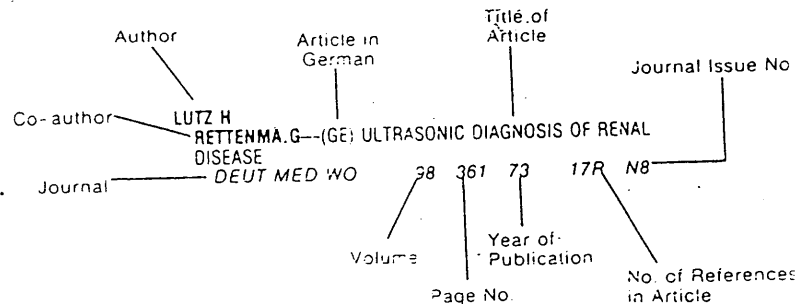 Title of
Article
Author
Article in
German
Journal Issue No
LUTZ H
Co-author
RETTENMA.G--(GE) ULTRASONIC DIAGNOSIS OF RENAL
DISEASE
Journal
DEUT MED WO 98 361 73 17R N8
Volume
Year of
Publication
Page No.
No. of References
in Article